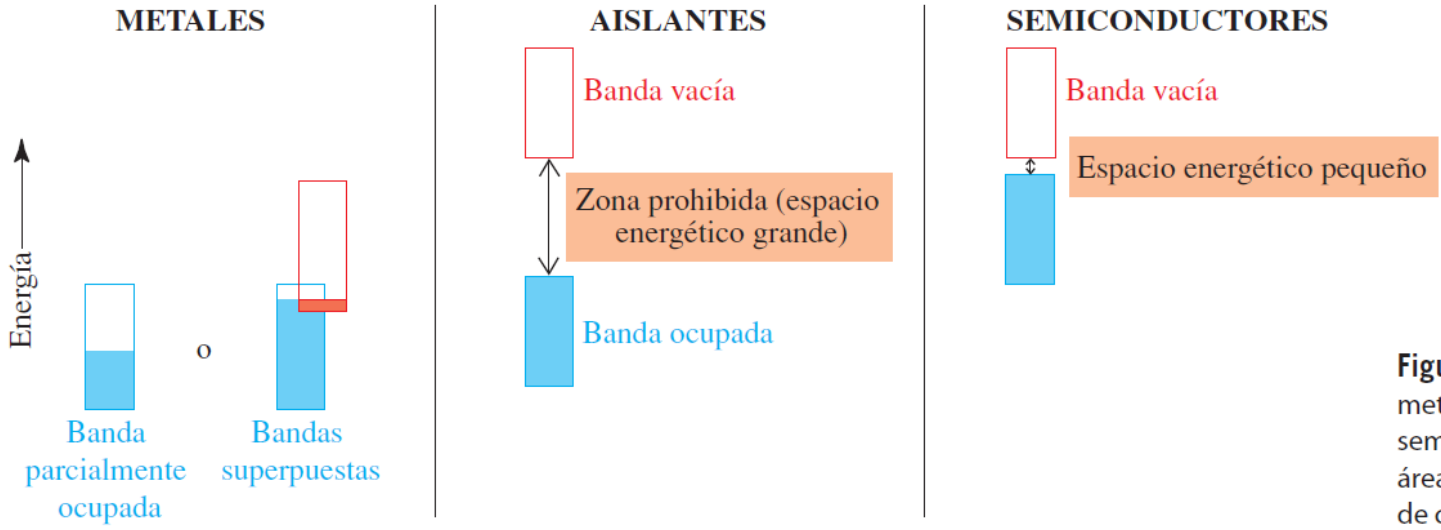 METALES
Energía
o
Banda
parcialmente
ocupada
Bandas
superpuestas
AISLANTES
Banda vacía
Zona prohibida (espacio
energético grande)
Banda ocupada
SEMICONDUCTORES
Banda vacía
Espacio energético pequeño